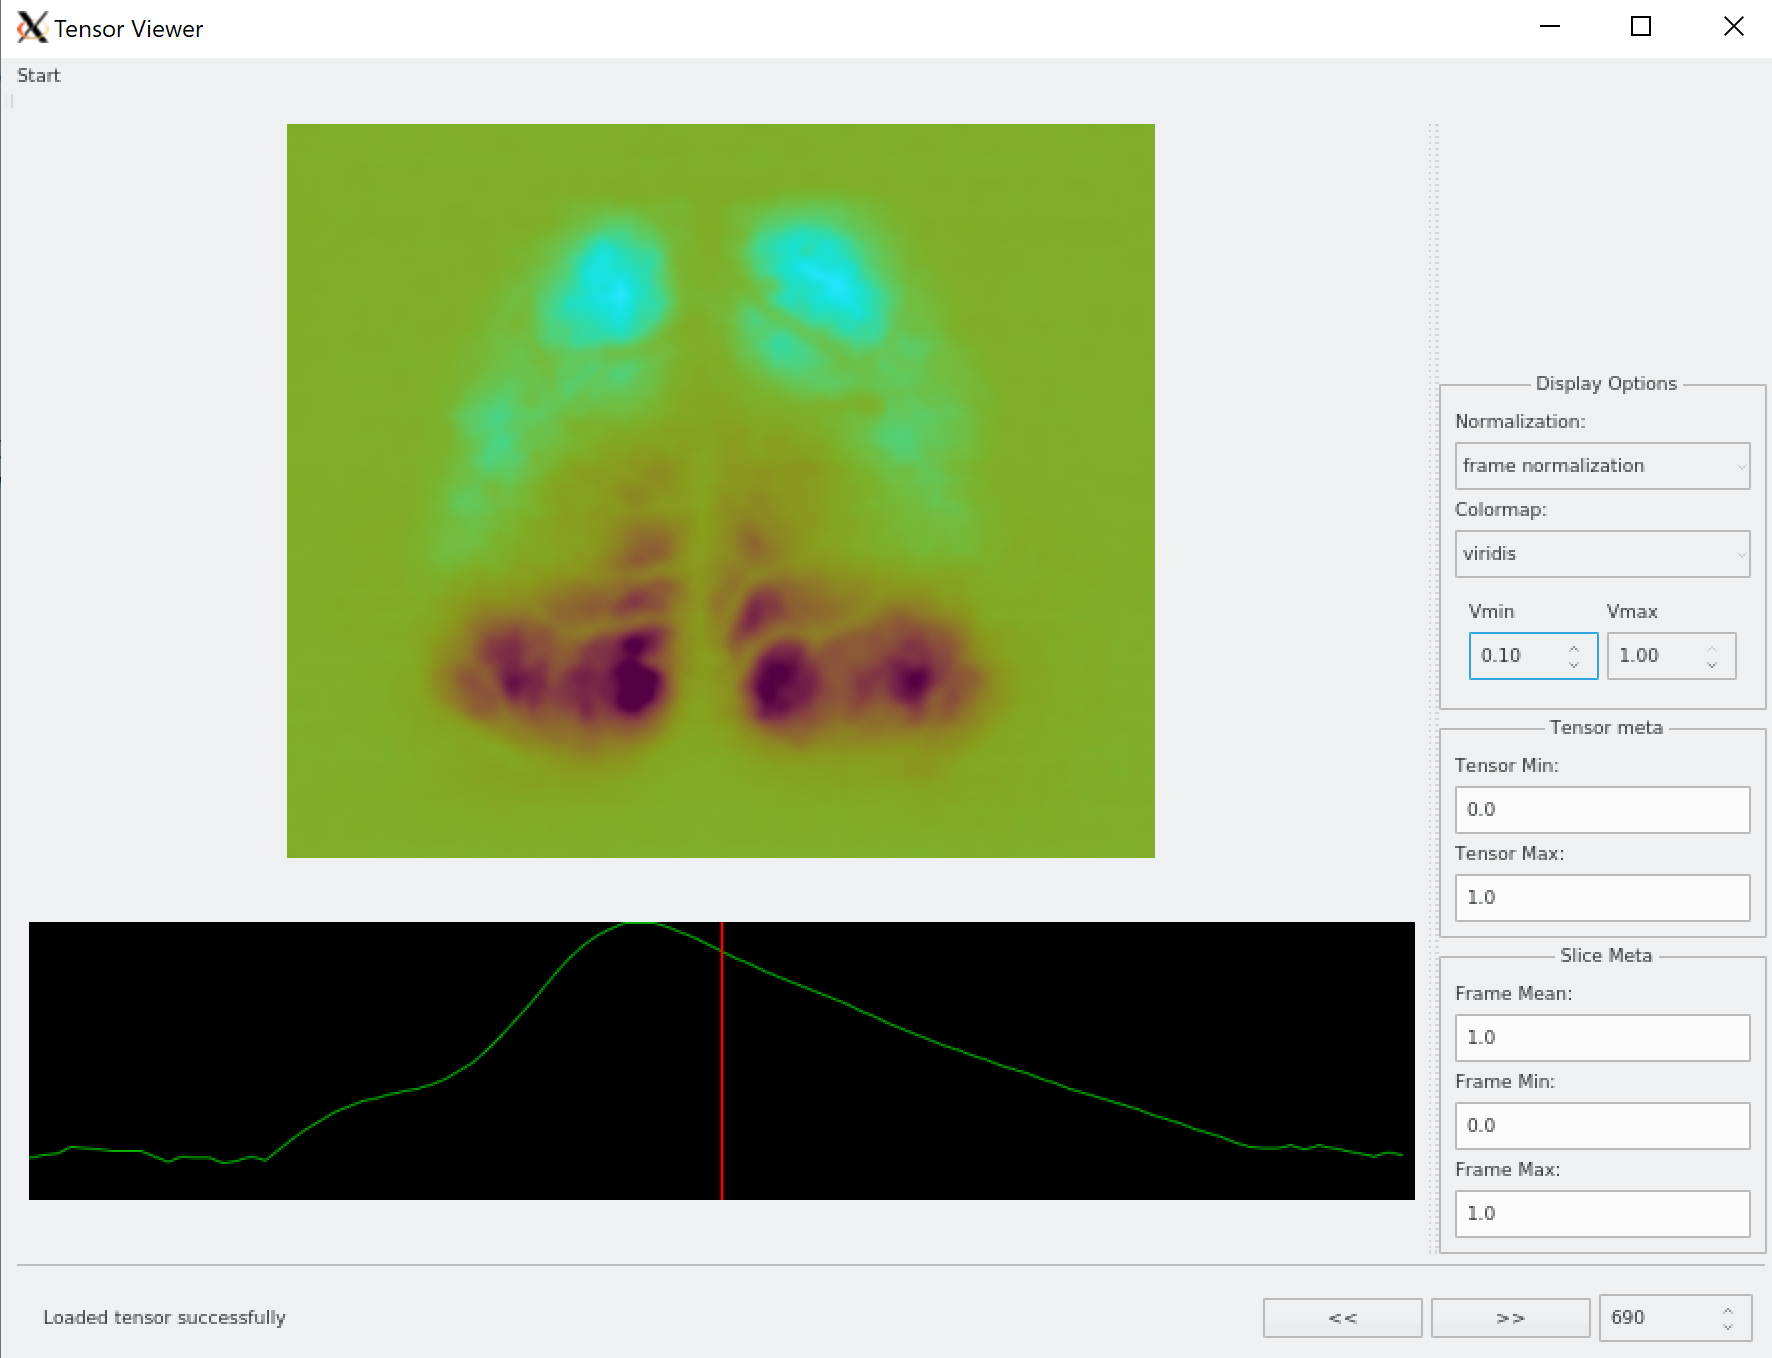 Tensor Viewer
Start
Display Options
Normalization:
frame normalization
Colormap:
viridis
Vmin Vmax
0.10 1.00
Tensor meta
Tensor Min:
0.0
Tensor Max:
1.0
Slice Meta
Frame Mean:
1.0
Frame Min:
0.0
Frame Max:
1.0
Loaded tensor successfully << >> 690